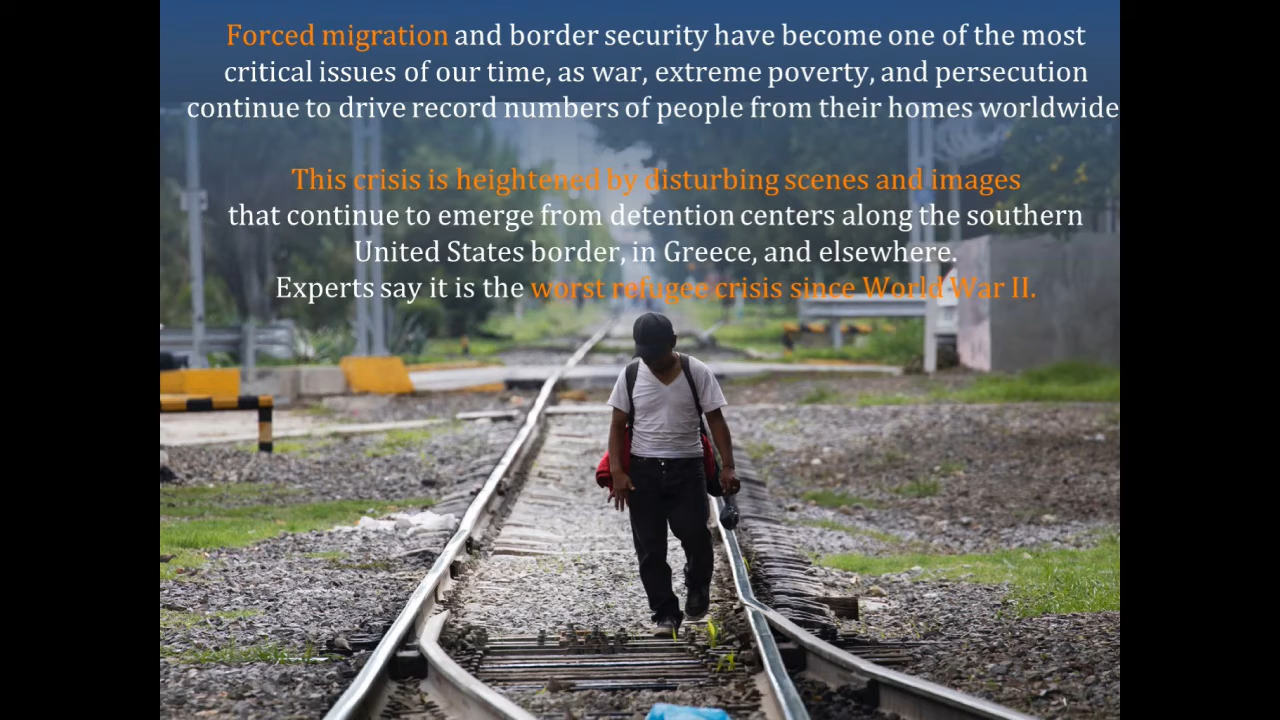 Forced migration and border security have become one of the most
critical issues of our time, as war, extreme poverty, and persecution
continue to drive record numbers of people from their homes worldwide
This crisis is heightened by disturbing scenes and images
that continue to emerge from detention centers along the southern
United States border, in Greece, and elsewhere.
Experts say it is the worst refugee crisis since World War II.